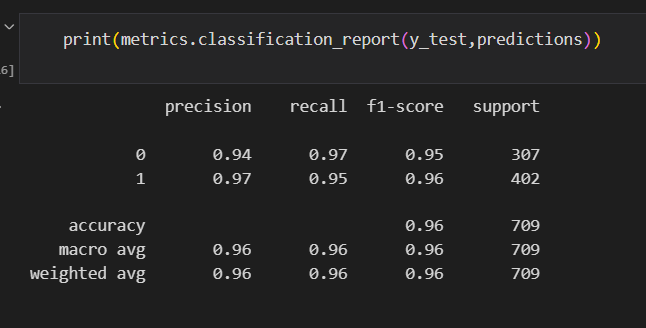 print(metrics.classification_report(y_test,predictions))
6]
precision recall f1-score support
0 0.94 0.97 0.95 307
1 0.97 0.95 0.96 402
accuracy 0.96 709
macro avg 0.96 0.96 0.96 709
weighted avg 0.96 0.96 0.96 709